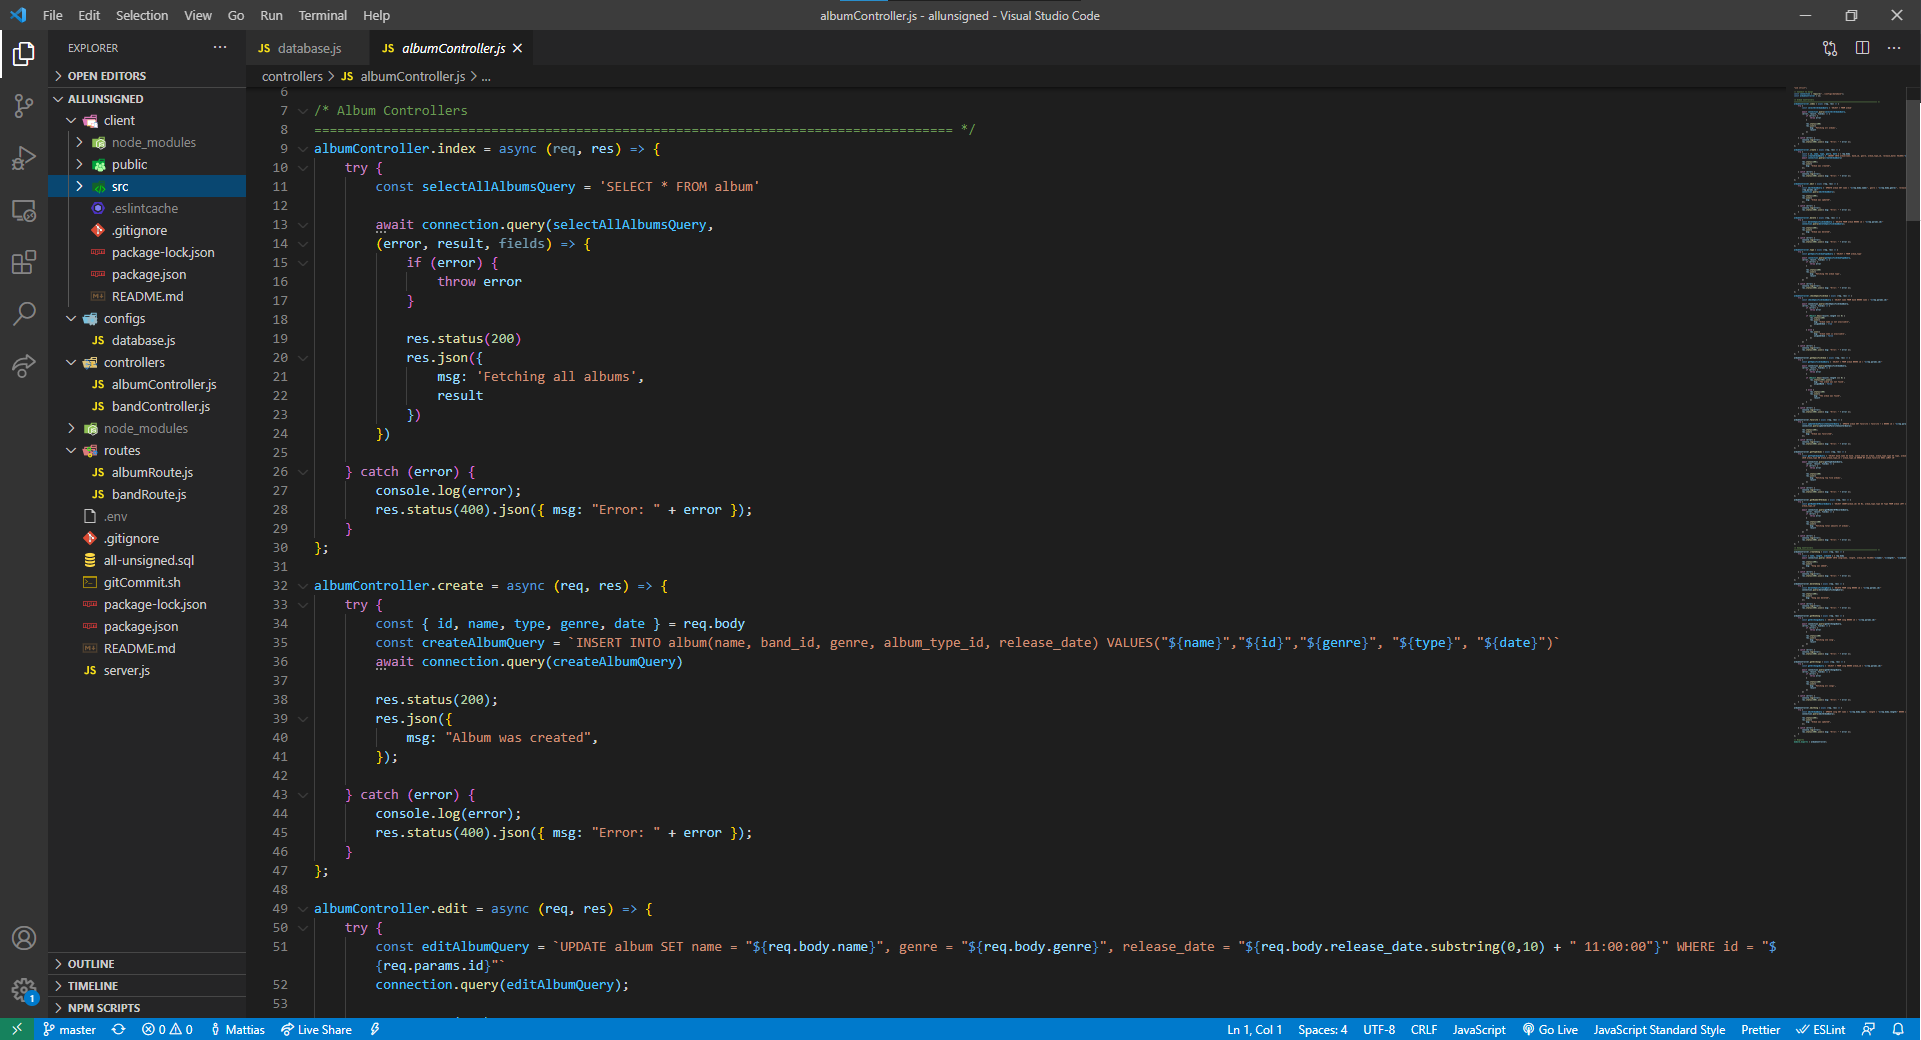 File Edit Selection View Go Run Terminal Help
albumController.js - allunsigned - Visual Studio Code
EXPLORER
OPEN EDITORS
ALLUNSIGNED
client
node_modules
public
src
.eslintcache
.gitignore
package-lock.json
package.json
README.md
configs
database.js
controllers
albumController.js
bandController.js
node_modules
routes
albumRoute.js
bandRoute.js
.env
.gitignore
all-unsigned.sql
gitCommit.sh
package-lock.json
package.json
README.md
server.js
OUTLINE
TIMELINE
NPM SCRIPTS
JS database.js JS albumController.js
controllers > JS albumController.js > ...
6
7 /* Album Controllers
8 =================================================================================== */
9 albumController.index = async (req, res) => {
10 try {
11 const selectAllAlbumsQuery = 'SELECT * FROM album'
12
13 await connection.query(selectAllAlbumsQuery,
14 (error, result, fields) => {
15 if (error) {
16 throw error
17 }
18
19 res.status(200)
20 res.json({
21 msg: 'Fetching all albums',
22 result
23 })
24 })
25
26 } catch (error) {
27 console.log(error);
28 res.status(400).json({ msg: "Error: " + error });
29 }
30 };
31
32 albumController.create = async (req, res) => {
33 try {
34 const { id, name, type, genre, date } = req.body
35 const createAlbumQuery = `INSERT INTO album(name, band_id, genre, album_type_id, release_date) VALUES("${name}","${id}","${genre}", "${type}", "${date}")`
36 await connection.query(createAlbumQuery)
37
38 res.status(200);
39 res.json({
40 msg: "Album was created",
41 });
42
43 } catch (error) {
44 console.log(error);
45 res.status(400).json({ msg: "Error: " + error });
46 }
47 };
48
49 albumController.edit = async (req, res) => {
50 try {
51 const editAlbumQuery = `UPDATE album SET name = "${req.body.name}", genre = "${req.body.genre}", release_date = "${req.body.release_date.substring(0,10) + " 11:00:00"}" WHERE id = "$
{req.params.id}"`
52 connection.query(editAlbumQuery);
53
1
master 0 0 Mattias Live Share Ln 1, Col 1 Spaces: 4 UTF-8 CRLF JavaScript Go Live JavaScript Standard Style Prettier ESLint